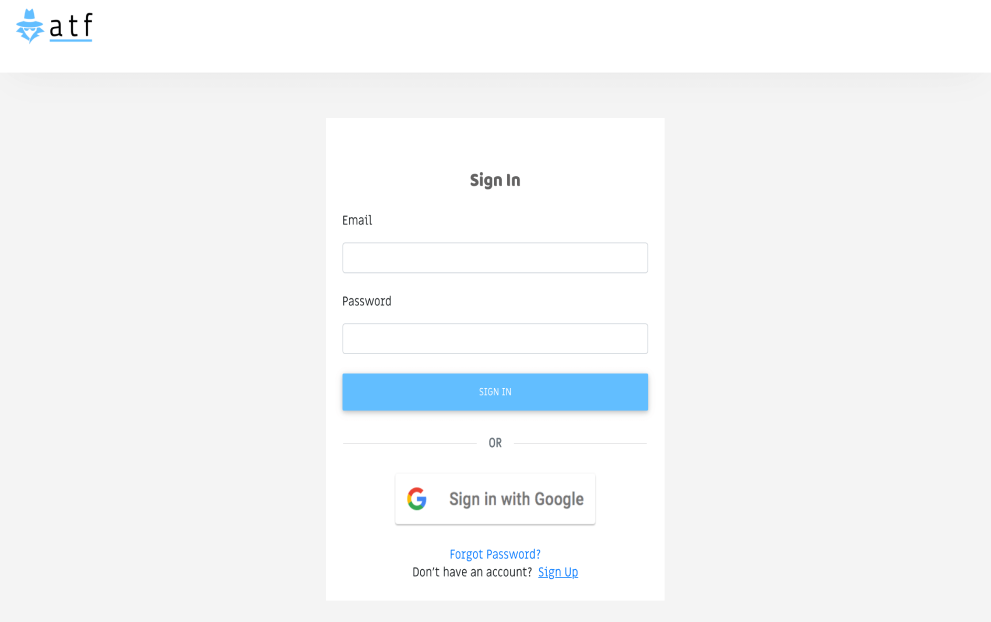 atf
Sign In
Email
Password
SIGN IN
OR
Sign in with Google
Forgot Password?
Don't have an account? Sign Up